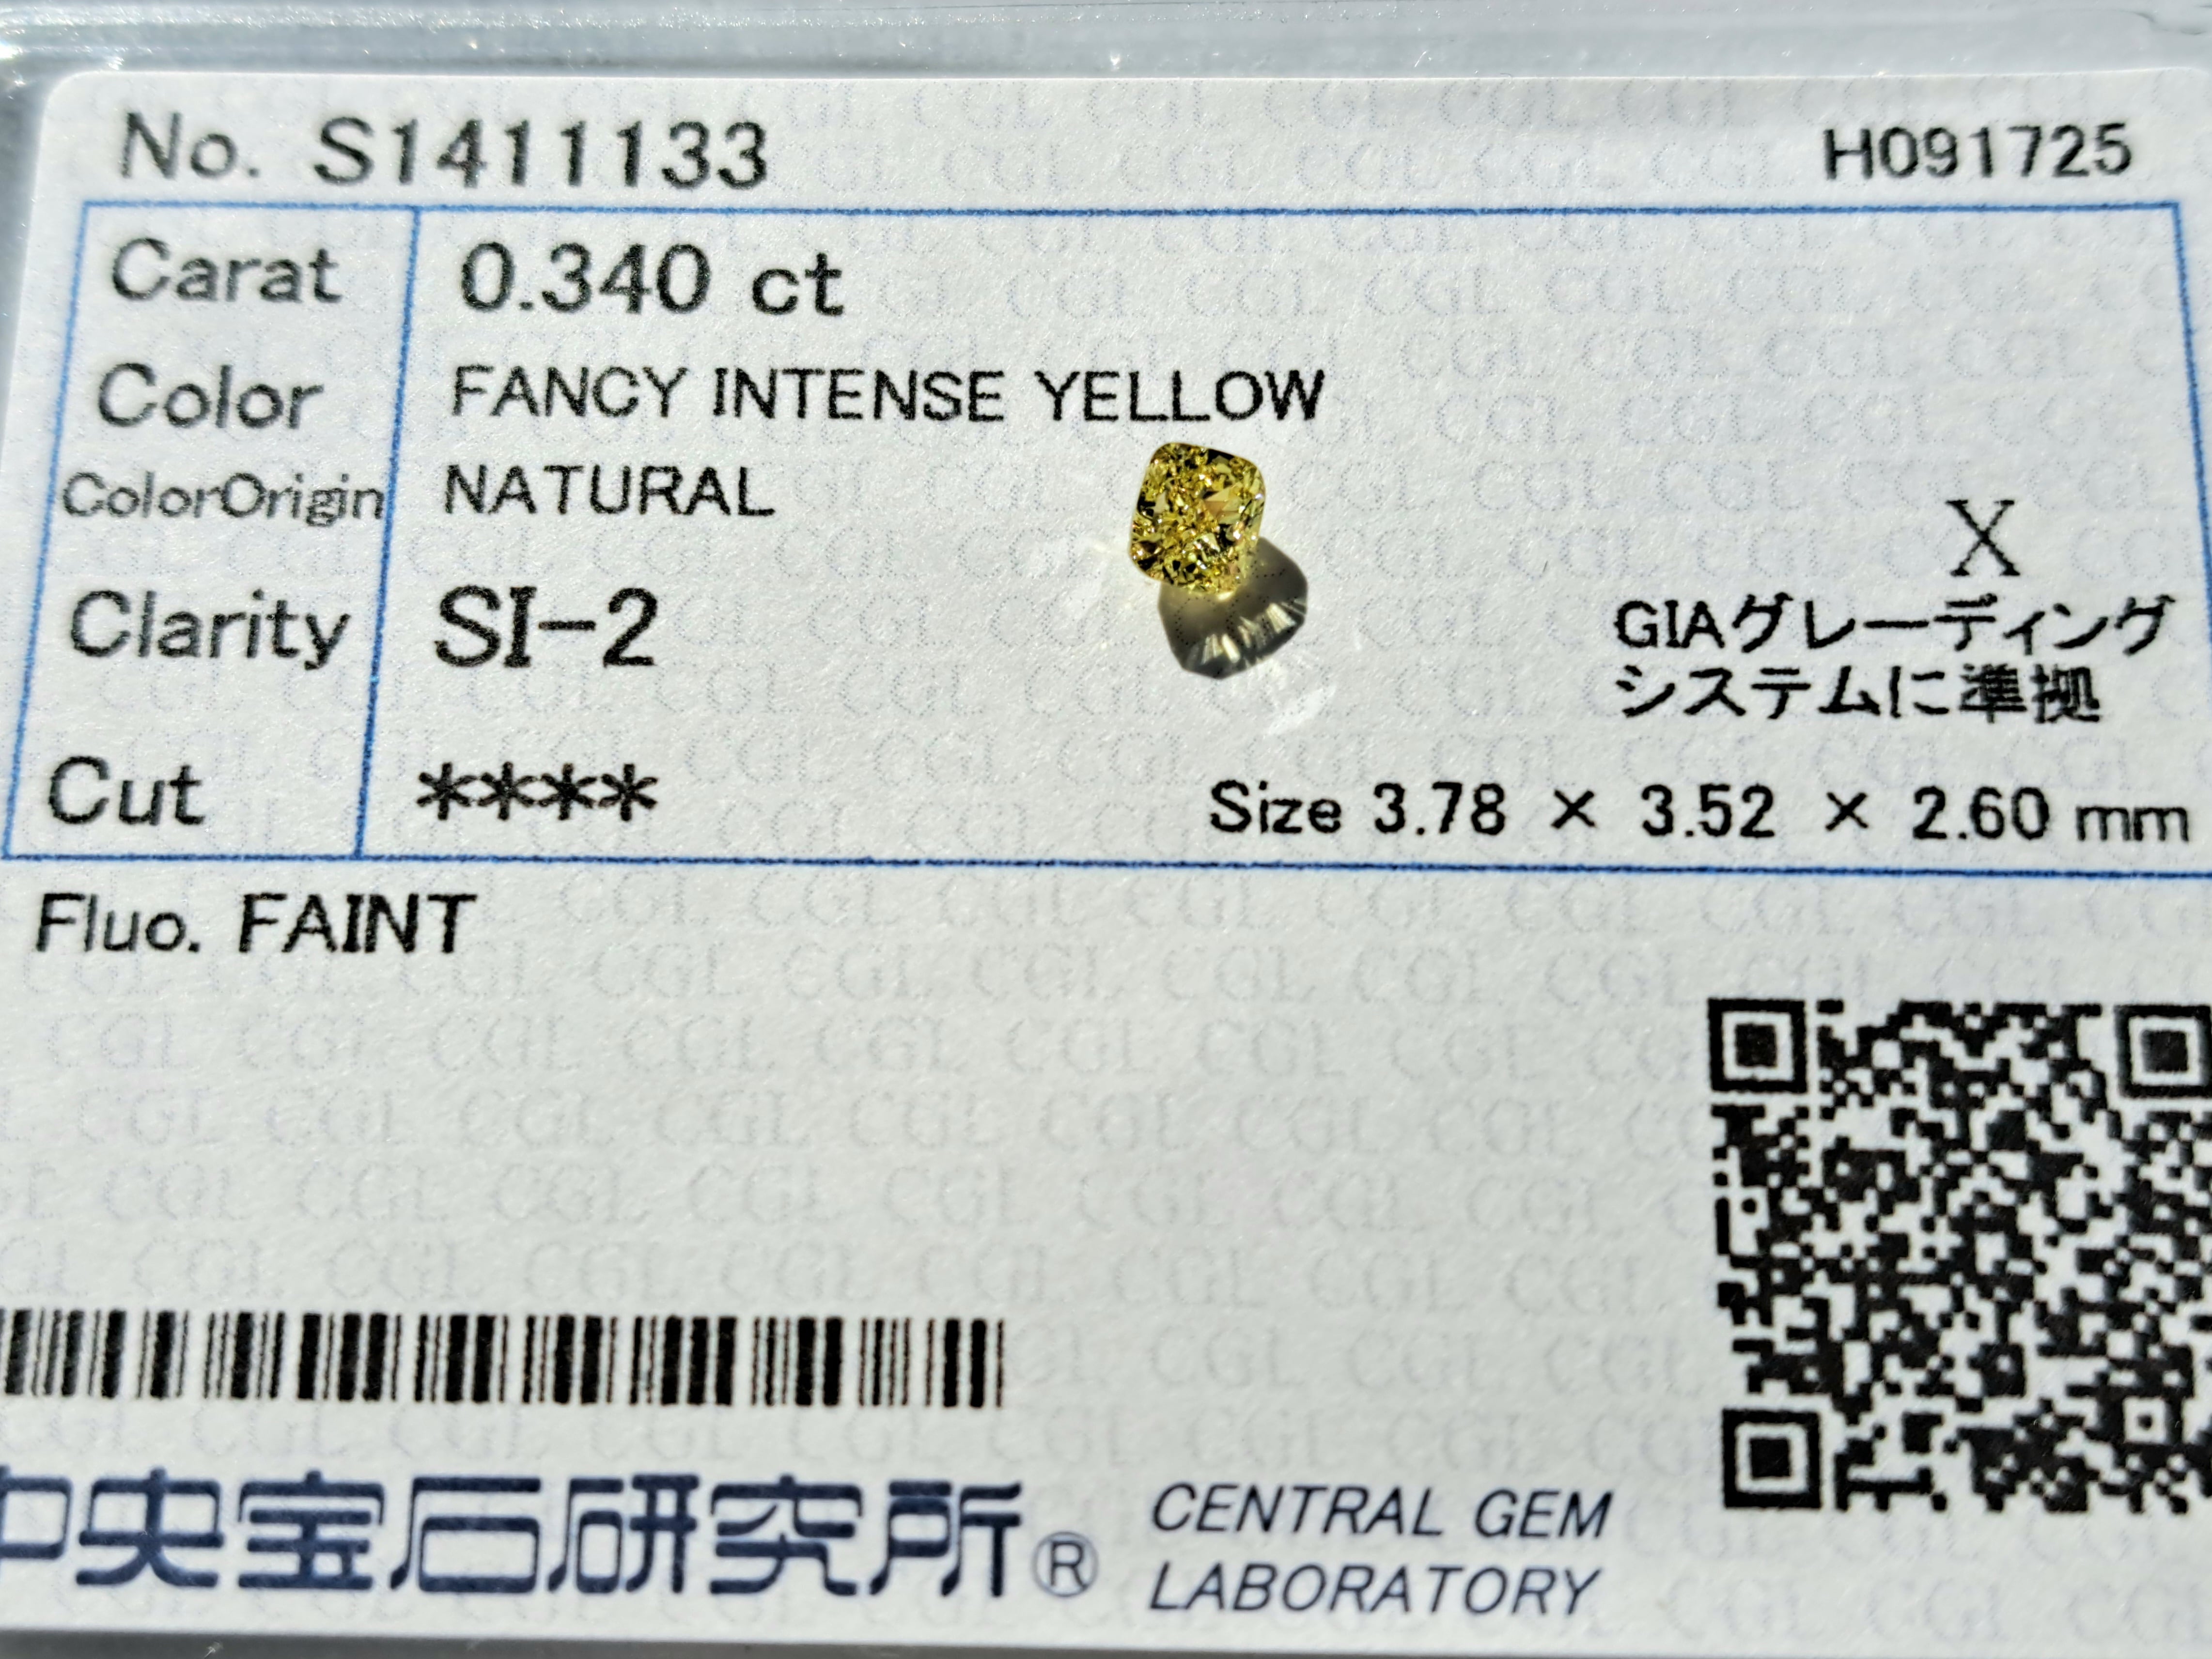 No. S1411133 H091725
Carat 0.340 ct
Color FANCY INTENSE YELLOW
ColorOrigin NATURAL
X
Clarity SI-2
GIAグレーディング
システムに準拠
Cut **** Size 3.78 × 3.52 × 2.60 mm
Fluo. FAINT
中央宝石研究所® CENTRAL GEM
LABORATORY